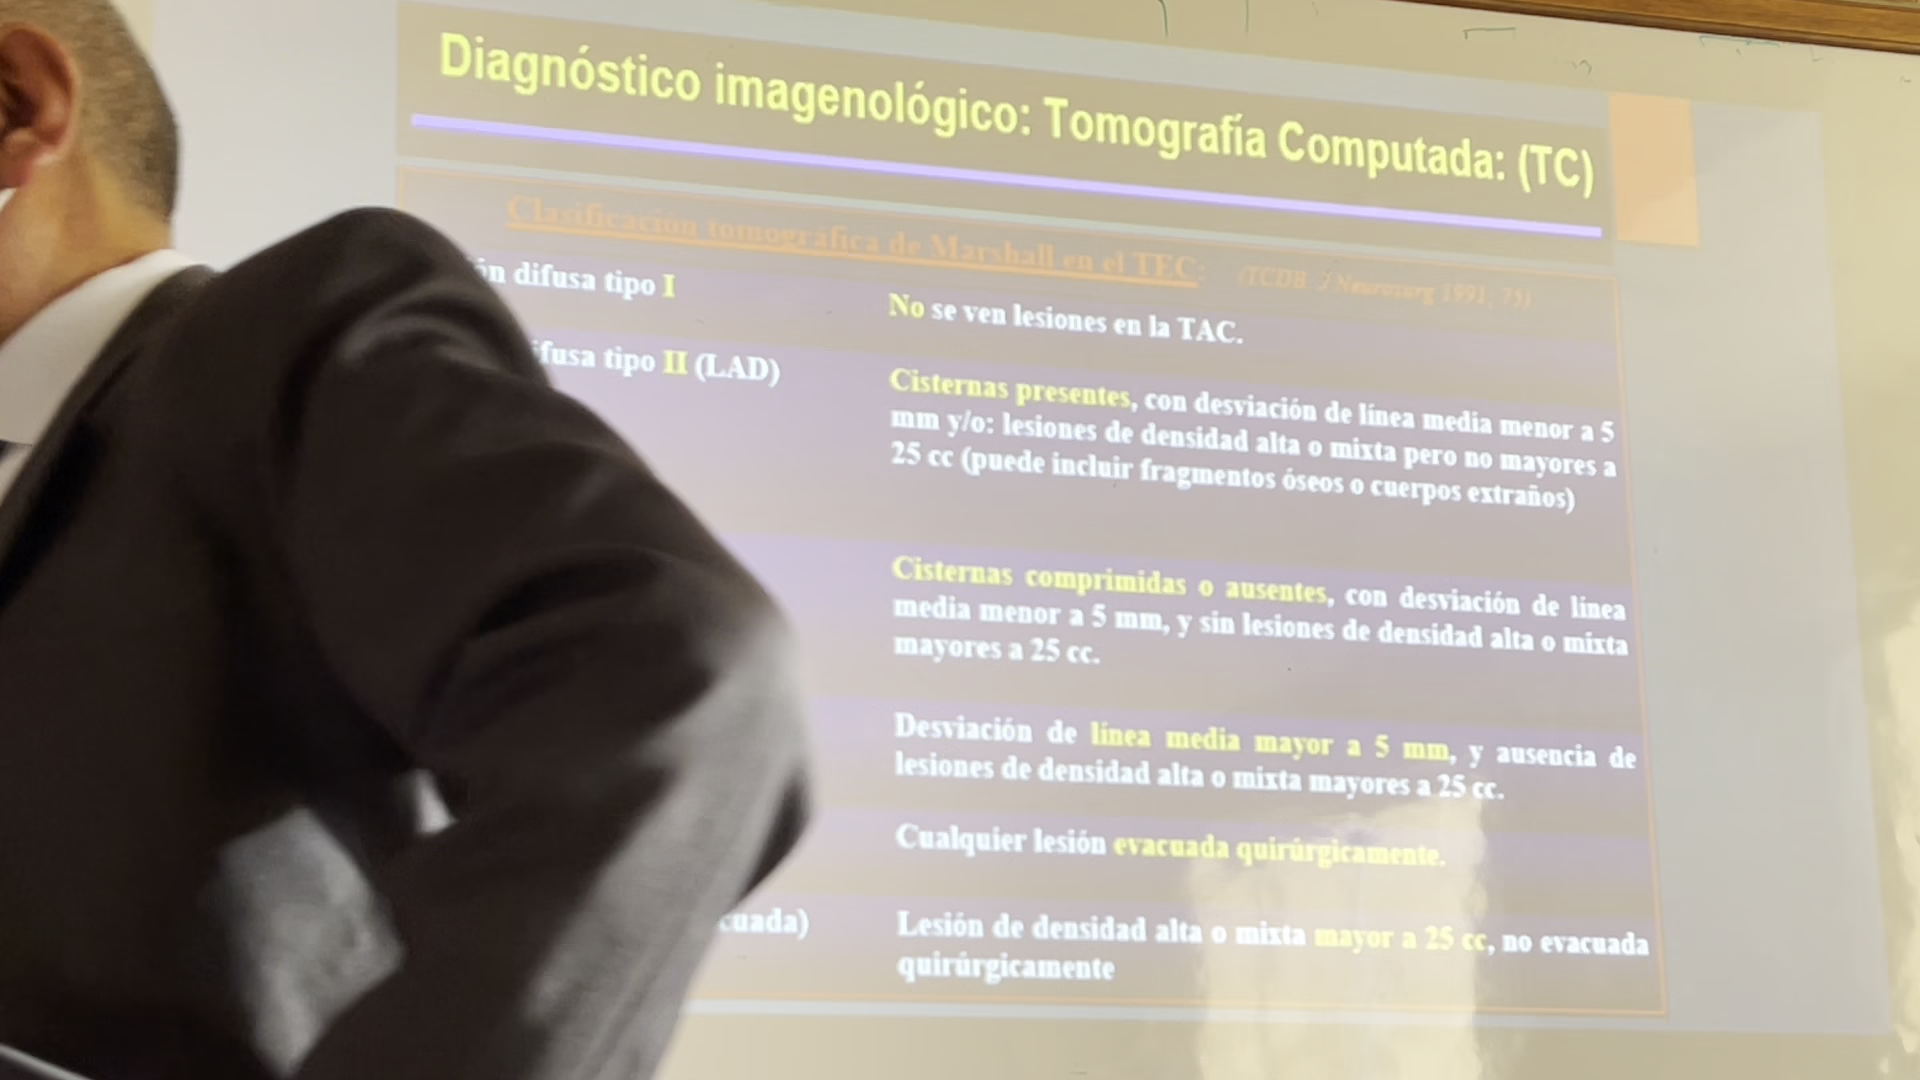 Diagnóstico imagenológico: Tomografía Computada: (TC)
Clasificación tomográfica de Marshall en el TEC: (TCDB J Neurosurg 1991; 75)
difusa tipo I
No se ven lesiones en la TAC.
tipo II (LAD)
Cisternas presentes, con desviación de línea media menor a 5
mm y/o: lesiones de densidad alta o mixta pero no mayores a
25 cc (puede incluir fragmentos óseos o cuerpos extraños)
Cisternas comprimidas o ausentes, con desviación de línea
media menor a 5 mm, y sin lesiones de densidad alta o mixta
mayores a 25 cc.
Desviación de línea media mayor a 5 mm, y ausencia de
lesiones de densidad alta o mixta mayores a 25 cc.
Cualquier lesión evacuada quirúrgicamente.
Lesión de densidad alta o mixta mayor a 25 cc, no evacuada
quirúrgicamente